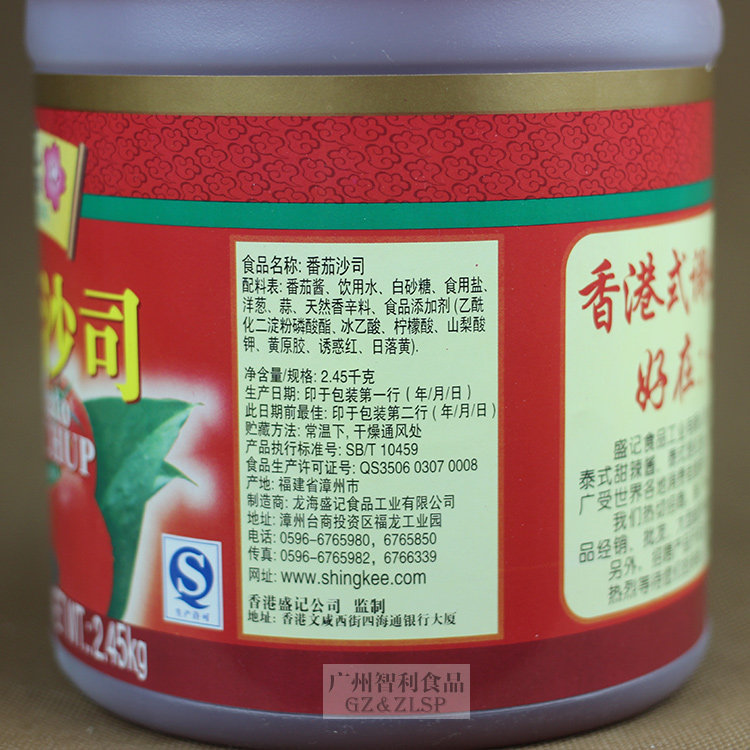 食品名称: 番茄沙司
配料表: 番茄酱、饮用水、白砂糖、食用盐、
洋葱、蒜、天然香辛料、食品添加剂 (乙酰
化二淀粉磷酸酯、冰乙酸、柠檬酸、山梨酸
钾、黄原胶、诱惑红、日落黄).
净含量/规格: 2.45千克
生产日期: 印于包装第一行（年/月/日）
此日期前最佳: 印于包装第二行（年/月/日）
贮藏方法: 常温下, 干燥通风处
产品执行标准号: SB/T 10459
食品生产许可证号: QS3506 0307 0008
产地: 福建省漳州市
制造商: 龙海盛记食品工业有限公司
地址: 漳州台商投资区福龙工业园
电话: 0596-6765980, 6765850
传真: 0596-6765982, 6766339
网址: www.shingkee.com
香港盛记公司 监制
地址: 香港文咸西街四海通银行大厦
沙司
HUP
生产许可
WT.:2.45kg
香港式
好在
盛记食品工业有限
泰式甜辣酱、
广受世界各地消费
我们热切
品经销、批发、
另外、
热烈等待
广州智利食品
GZ&ZLSP